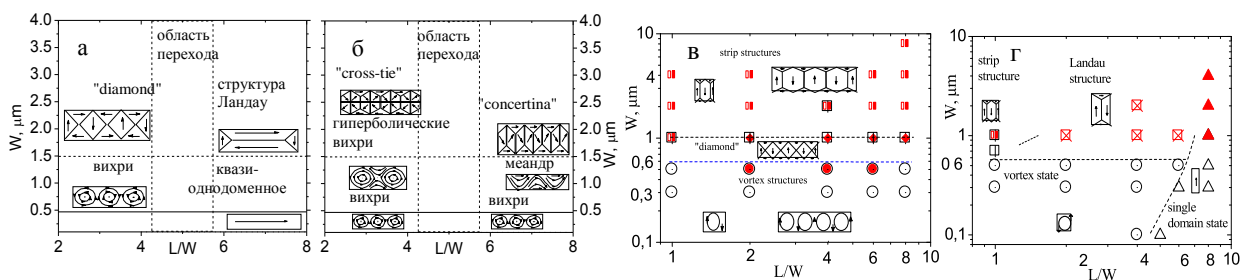 4.0
3.5
3.0
2.5
2.0
1.5
1.0
0.5
W, μm
а
область
перехода
"diamond"
структура
Ландау
вихри
квази-
однодоменное
2 4 6 8
L/W
б
область
перехода
"cross-tie"
"concertina"
гиперболические
вихри
меандр
вихри
вихри
4.0
3.5
3.0
2.5
2.0
1.5
1.0
0.5
W, μm
2 4 6 8
L/W
в
strip structures
10
4
2
1
0,6
0,3
0,1
W, μm
"diamond"
vortex structures
1 2 4 6 8 10
L/W
г
strip
structure
Landau
structure
10
4
2
1
0 6
0,3
0,1
W, μm
vortex state
single
domain state
1 2 4 6 8 10
L/W